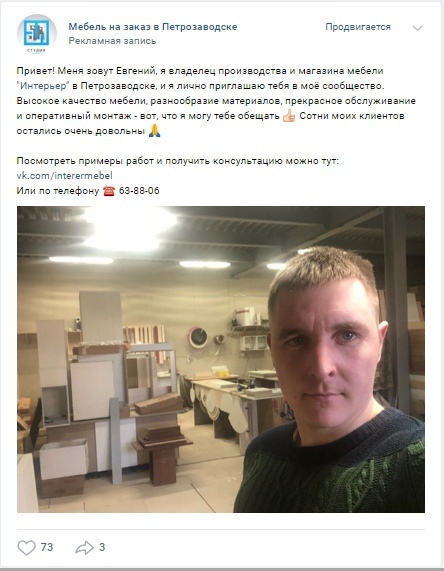 Мебель на заказ в Петрозаводске
Продвигается
Рекламная запись
СТУДИЯ
Привет! Меня зовут Евгений, я владелец производства и магазина мебели
"Интерьер" в Петрозаводске, и я лично приглашаю тебя в моё сообщество.
Высокое качество мебели, разнообразие материалов, прекрасное обслуживание
и оперативный монтаж - вот, что я могу тебе обещать 👍 Сотни моих клиентов
остались очень довольны 🙏
Посмотреть примеры работ и получить консультацию можно тут:
vk.com/interermebel
Или по телефону ☎ 63-88-06
73
3